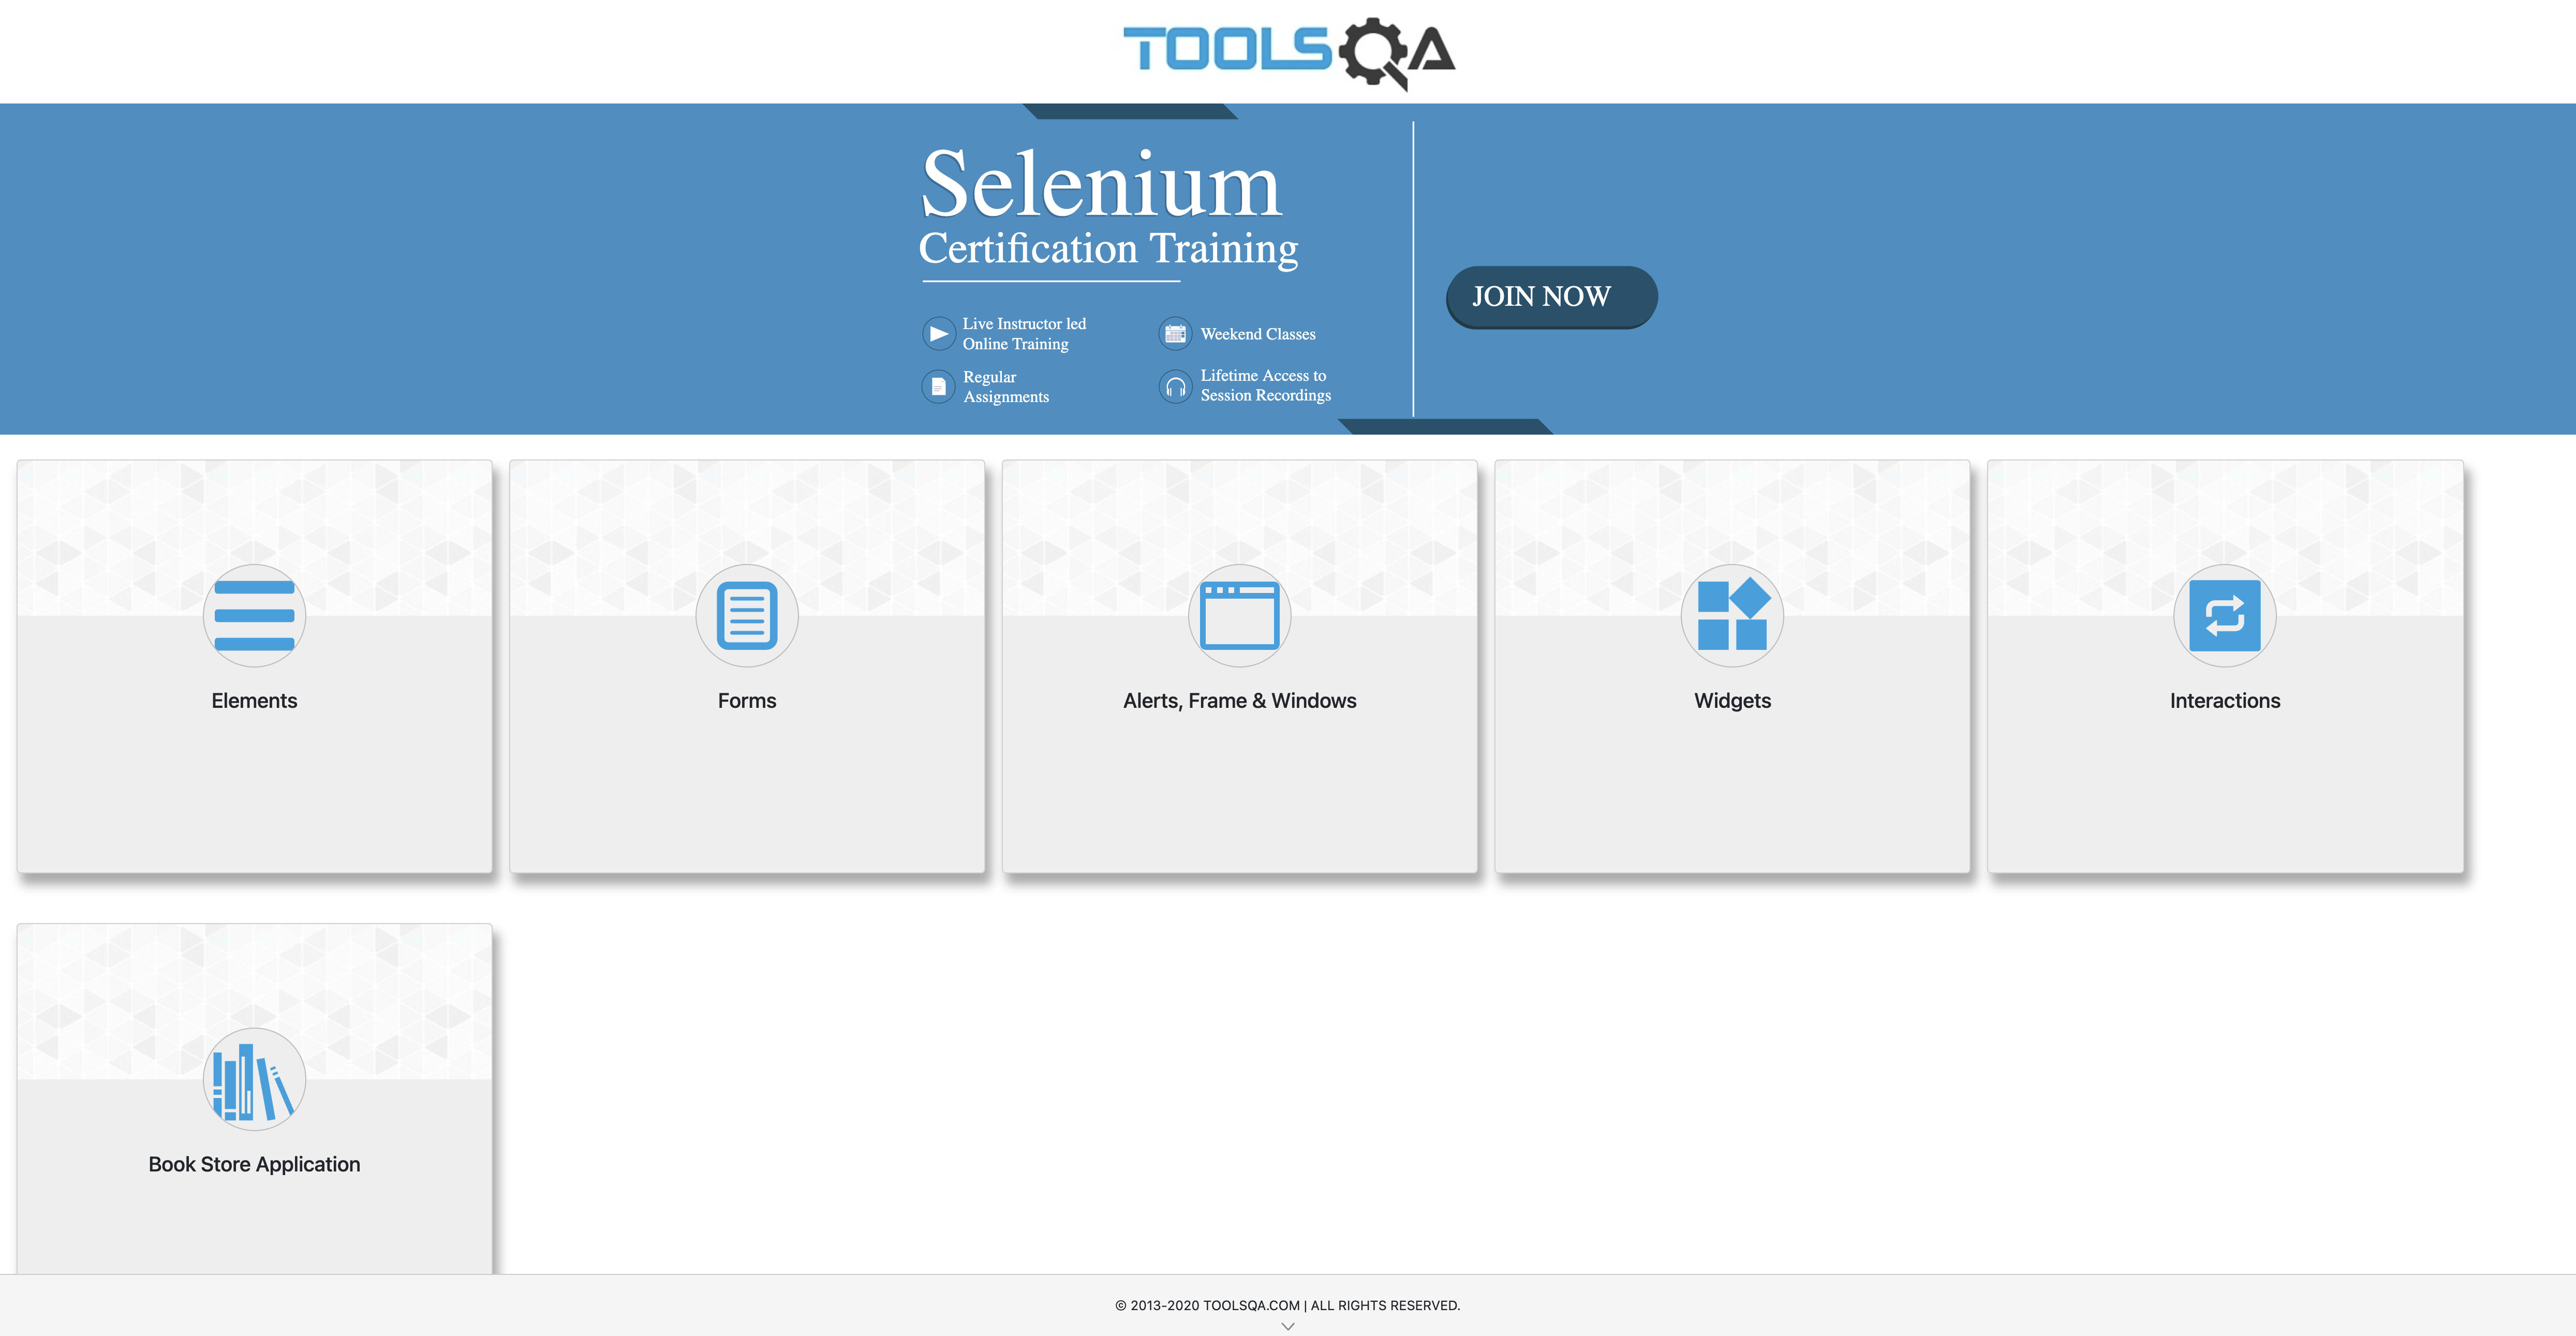 TOOLSQA
Selenium
Certification Training
Live Instructor led
Online Training
Weekend Classes
Regular
Assignments
Lifetime Access to
Session Recordings
JOIN NOW
Elements
Forms
Alerts, Frame & Windows
Widgets
Interactions
Book Store Application
© 2013-2020 TOOLSQA.COM | ALL RIGHTS RESERVED.